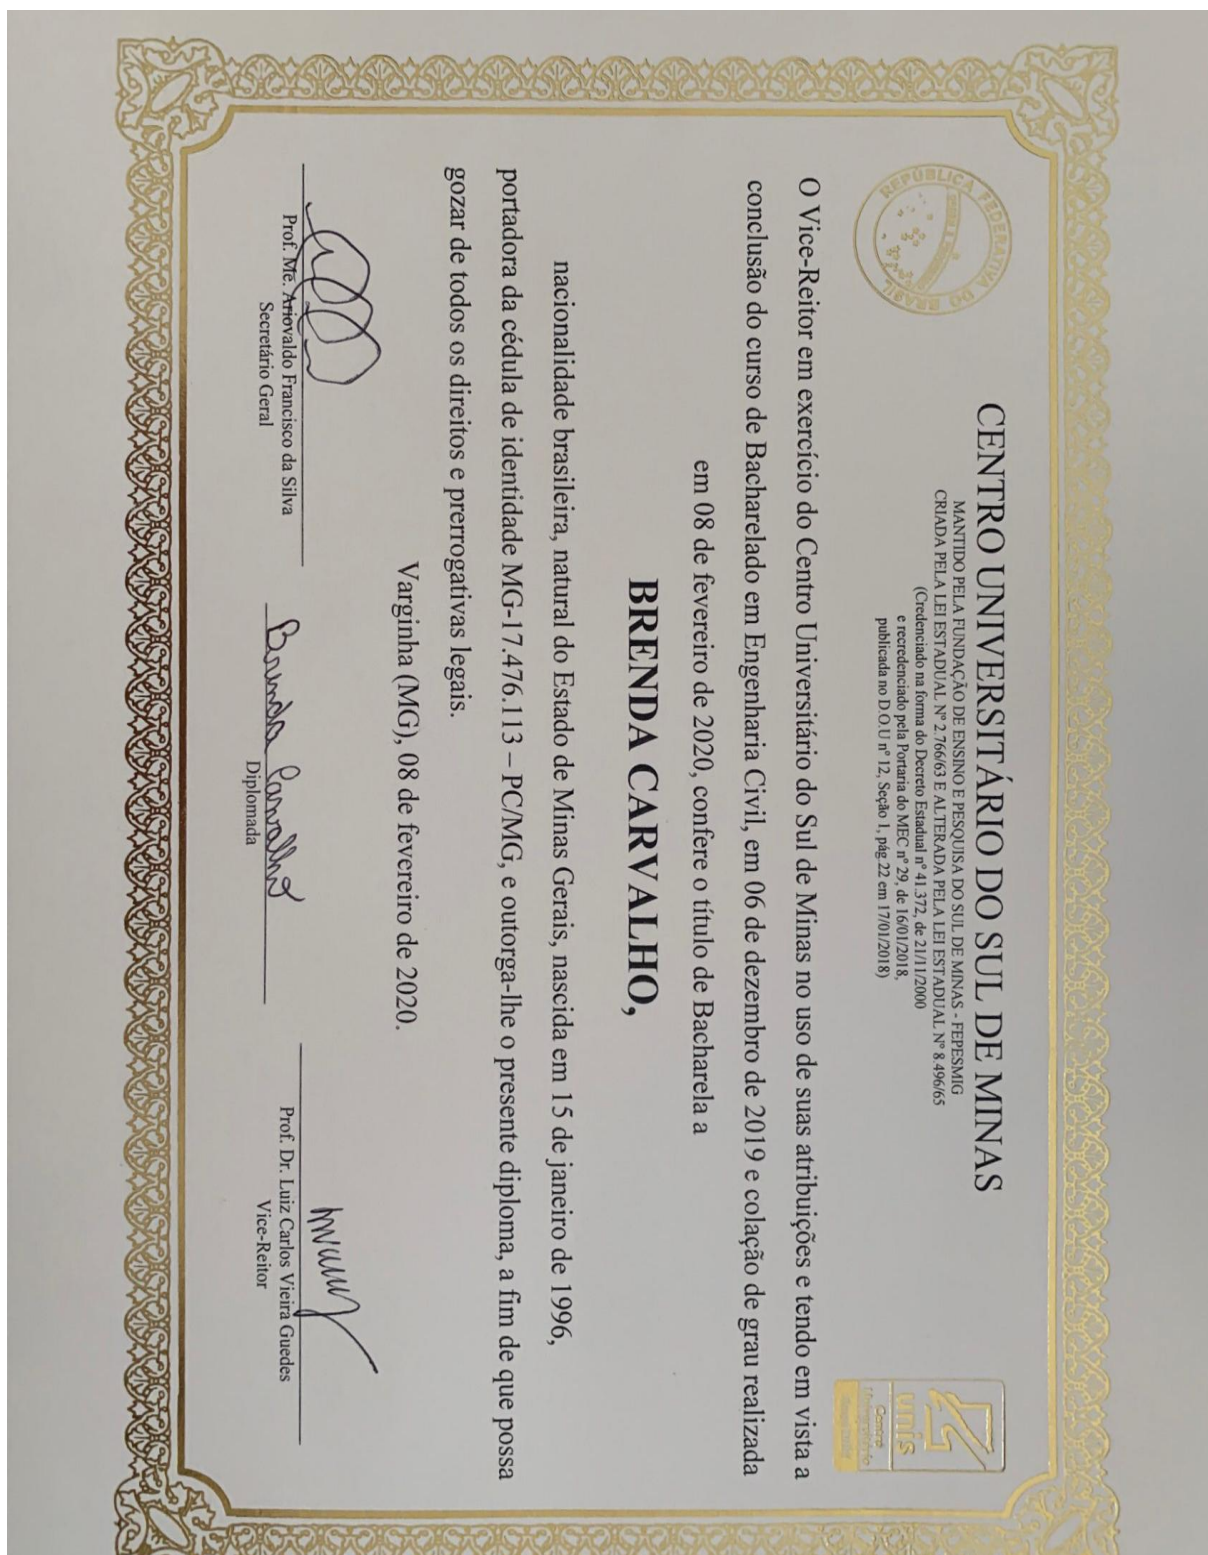 REPÚBLICA FEDERATIVA DO BRASIL
CENTRO UNIVERSITÁRIO DO SUL DE MINAS
MANTIDO PELA FUNDAÇÃO DE ENSINO E PESQUISA DO SUL DE MINAS - FEPESMIG
CRIADA PELA LEI ESTADUAL Nº 2.766/63 E ALTERADA PELA LEI ESTADUAL Nº 8.496/65
(Credenciado na forma do Decreto Estadual nº 41.372, de 21/11/2000
e recredenciado pela Portaria do MEC nº 29, de 16/01/2018,
publicada no D.O.U nº 12, Seção 1, pág 22 em 17/01/2018)
unis
Centro
Universitário
O Vice-Reitor em exercício do Centro Universitário do Sul de Minas no uso de suas atribuições e tendo em vista a
conclusão do curso de Bacharelado em Engenharia Civil, em 06 de dezembro de 2019 e colação de grau realizada
em 08 de fevereiro de 2020, confere o título de Bacharela a
BRENDA CARVALHO,
nacionalidade brasileira, natural do Estado de Minas Gerais, nascida em 15 de janeiro de 1996,
portadora da cédula de identidade MG-17.476.113 – PC/MG, e outorga-lhe o presente diploma, a fim de que possa
gozar de todos os direitos e prerrogativas legais.
Varginha (MG), 08 de fevereiro de 2020.
Prof. Me. Ariovaldo Francisco da Silva
Secretário Geral
Brenda Carvalho
Diplomada
Prof. Dr. Luiz Carlos Vieira Guedes
Vice-Reitor